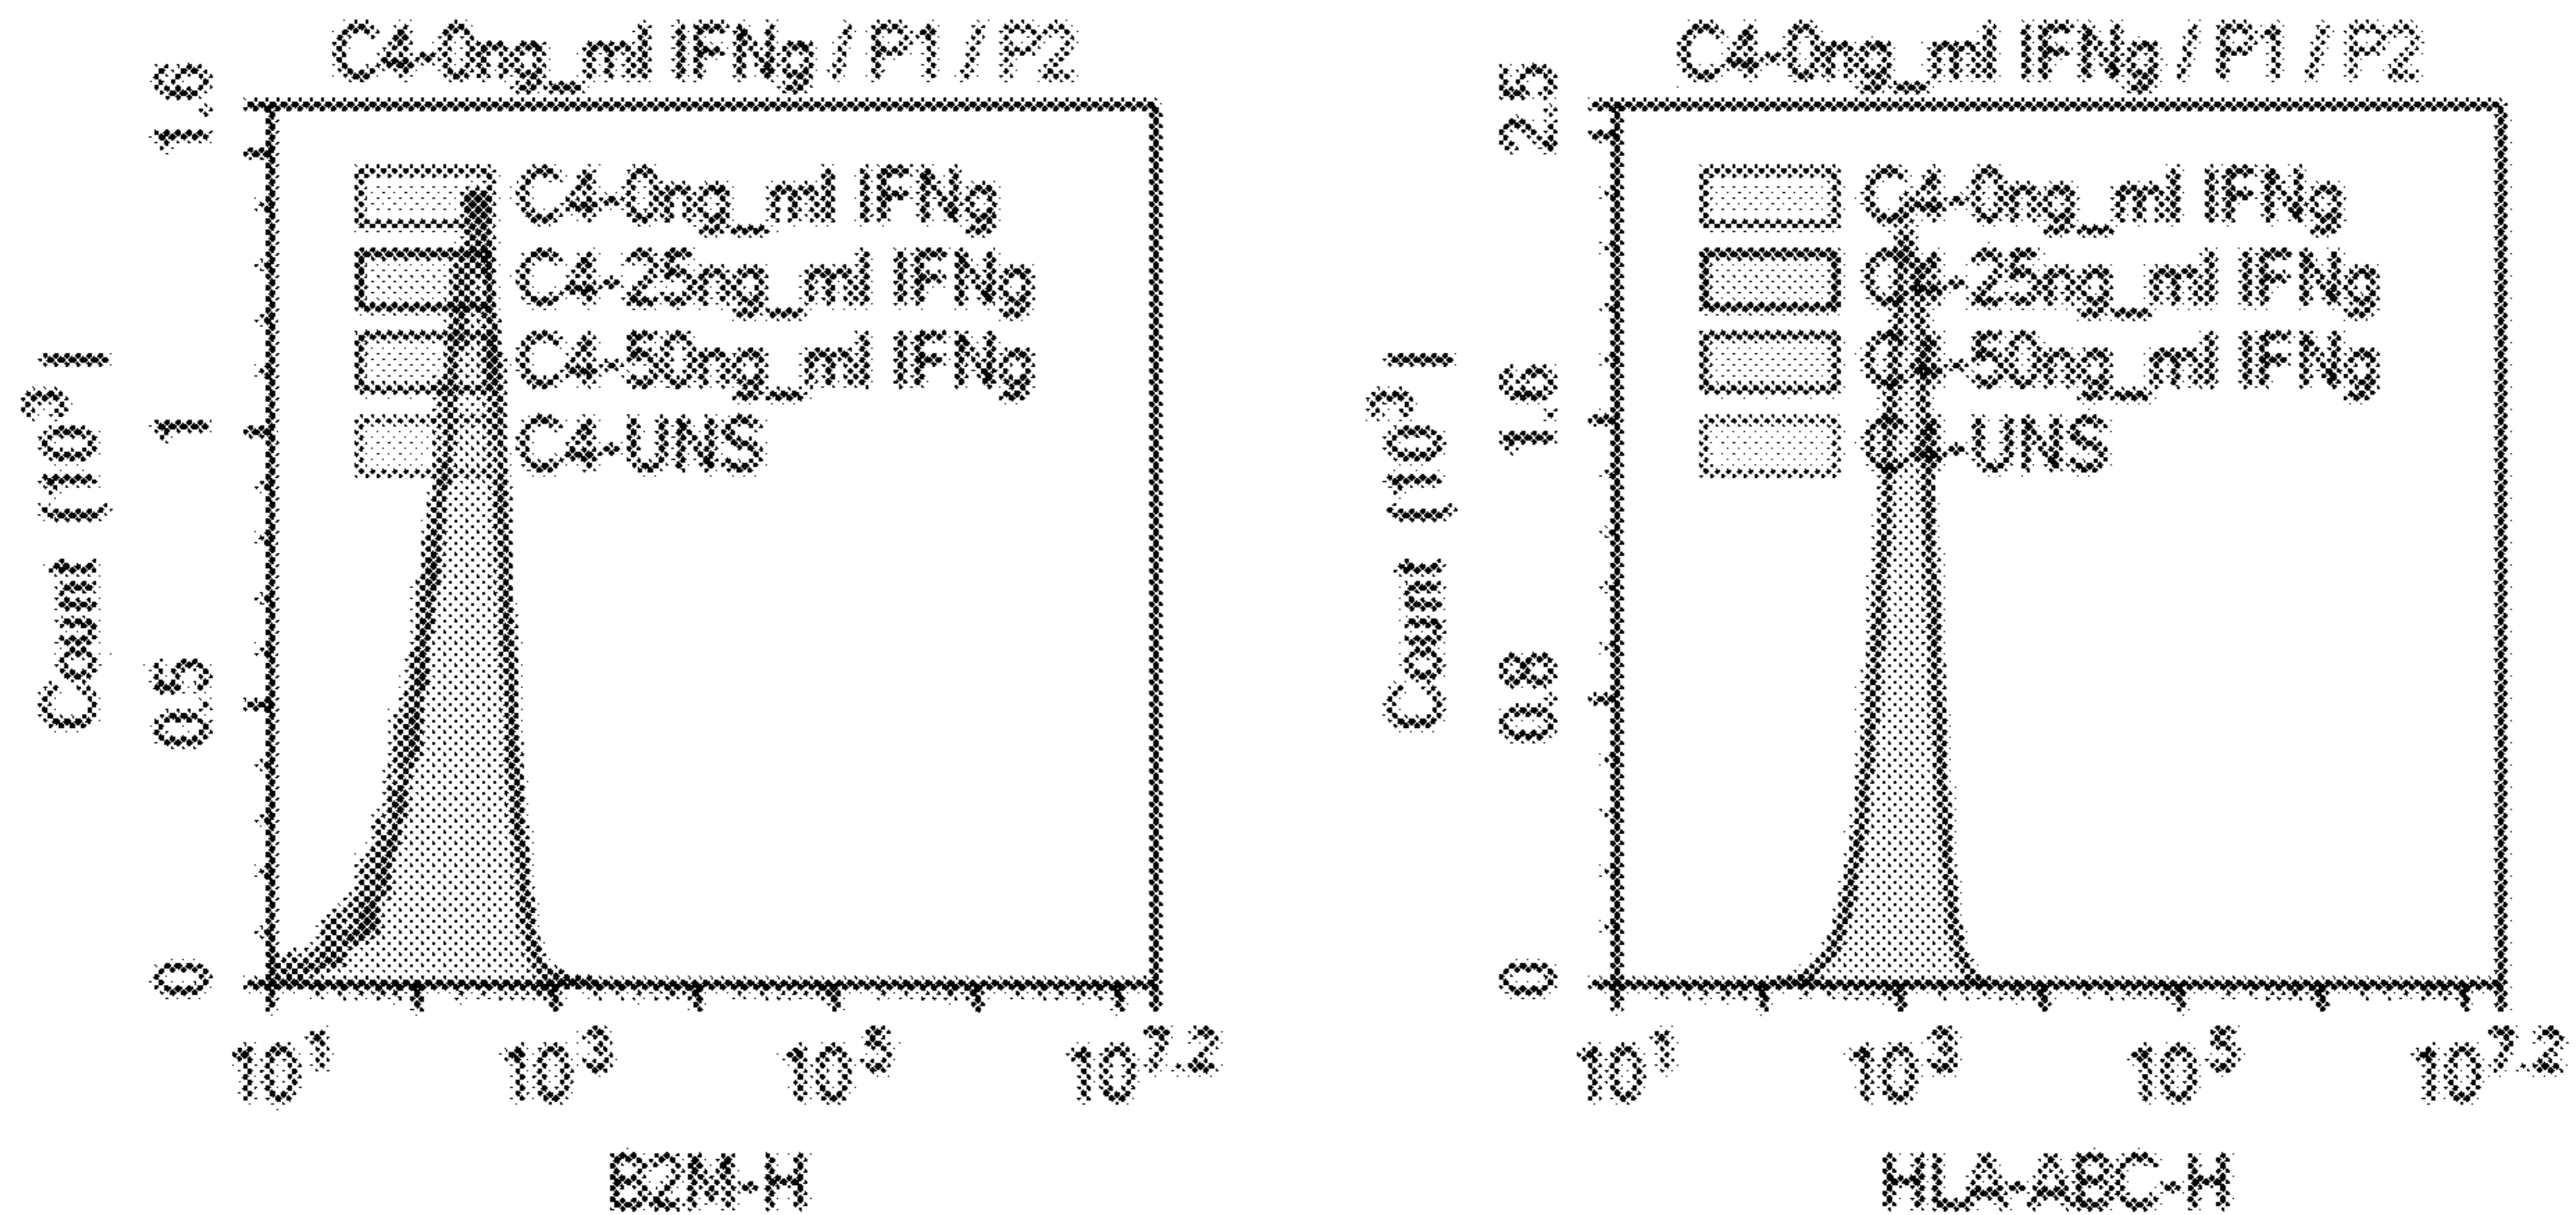 C4-0ng_ml IFNg / P1 / P2
1.6
1
0.5
0
Count (10^3)
C4-0ng_ml IFNg
C4-25ng_ml IFNg
C4-50ng_ml IFNg
C4-UNS
10^1
10^3
10^5
10^7.2
B2M-H
C4-0ng_ml IFNg / P1 / P2
2.5
1.6
0.8
0
Count (10^3)
C4-0ng_ml IFNg
C4-25ng_ml IFNg
C4-50ng_ml IFNg
C4-UNS
10^1
10^3
10^5
10^7.2
HLA-ABC-H